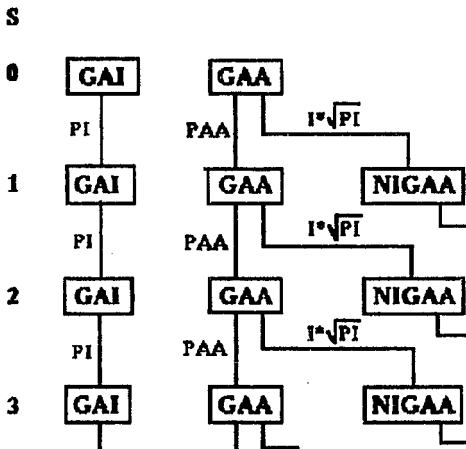 S
0 GAI GAA
PI PAA I*√PI
1 GAI GAA NIGAA
PI PAA I*√PI
2 GAI GAA NIGAA
PI PAA I*√PI
3 GAI GAA NIGAA